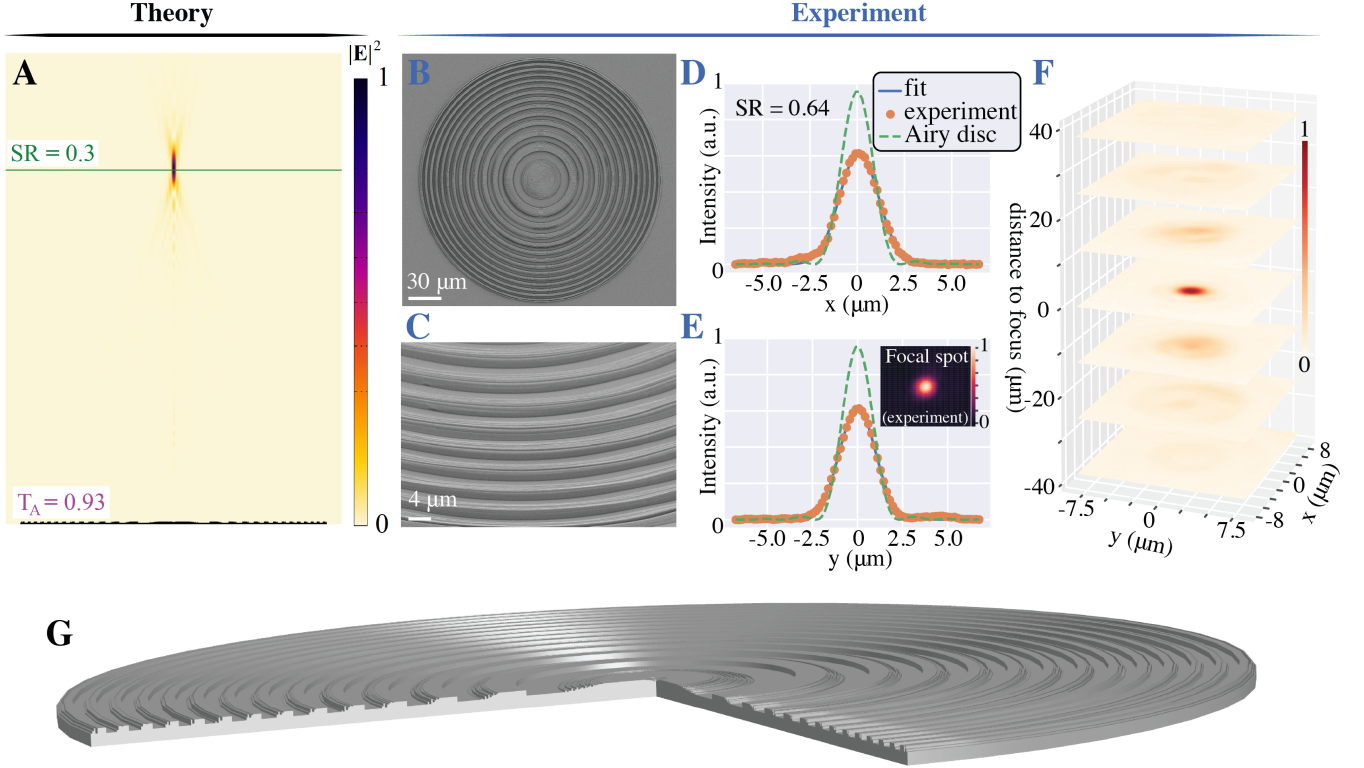 Theory
Experiment
A
|E|²
1
SR = 0.3
T_A = 0.93
0
B
30 μm
C
4 μm
D
1
SR = 0.64
fit
experiment
Airy disc
Intensity (a.u.)
0
-5.0 -2.5 0 2.5 5.0
x (μm)
E
1
Focal spot
(experiment)
1
0
Intensity (a.u.)
0
-5.0 -2.5 0 2.5 5.0
y (μm)
F
1
0
40
20
0
-20
-40
distance to focus (μm)
-7.5 0 7.5
y (μm)
-8 0 8
x (μm)
G